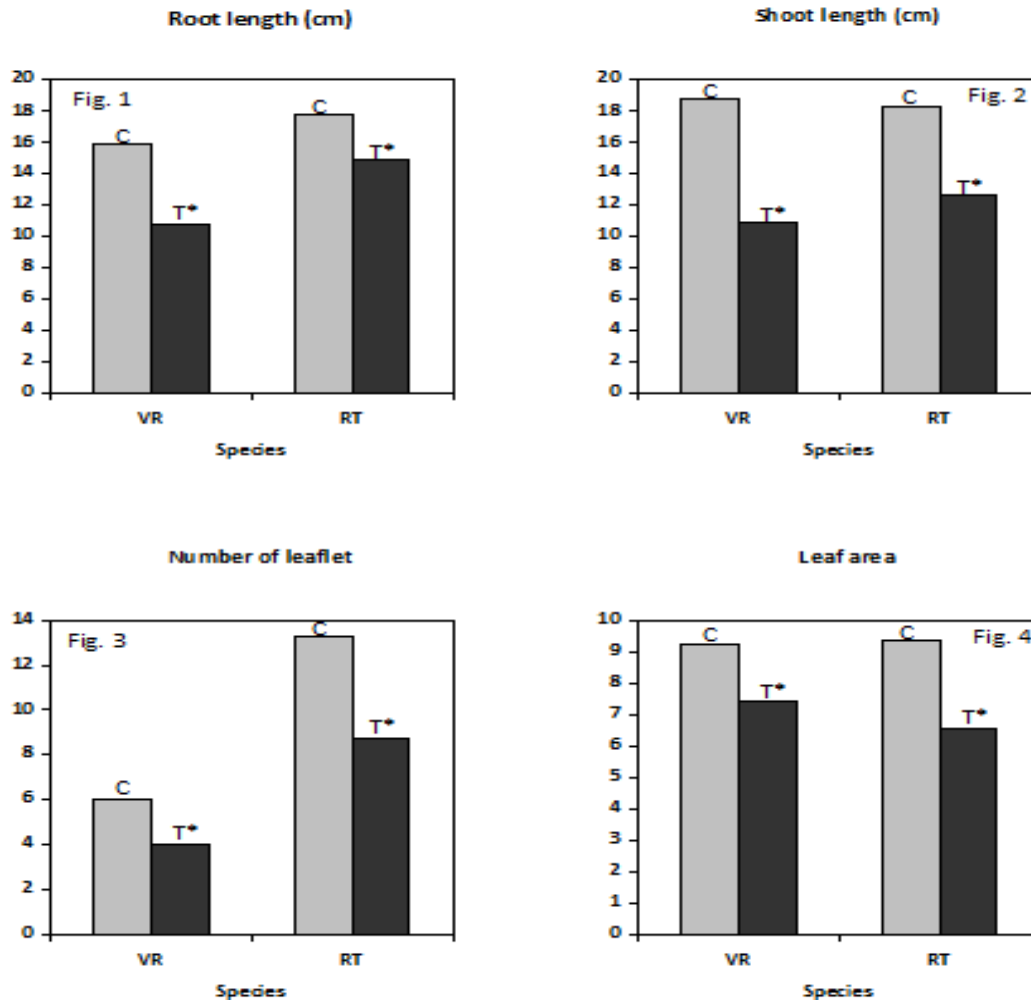 Root length (cm)
20
18
16
14
12
10
8
6
4
2
0
Fig. 1
C
T*
C
T*
VR
RT
Species
Shoot length (cm)
20
18
16
14
12
10
8
6
4
2
0
Fig. 2
C
T*
C
T*
VR
RT
Species
Number of leaflet
14
12
10
8
6
4
2
0
Fig. 3
C
T*
C
T*
VR
RT
Species
Leaf area
10
9
8
7
6
5
4
3
2
1
0
Fig. 4
C
T*
C
T*
VR
RT
Species